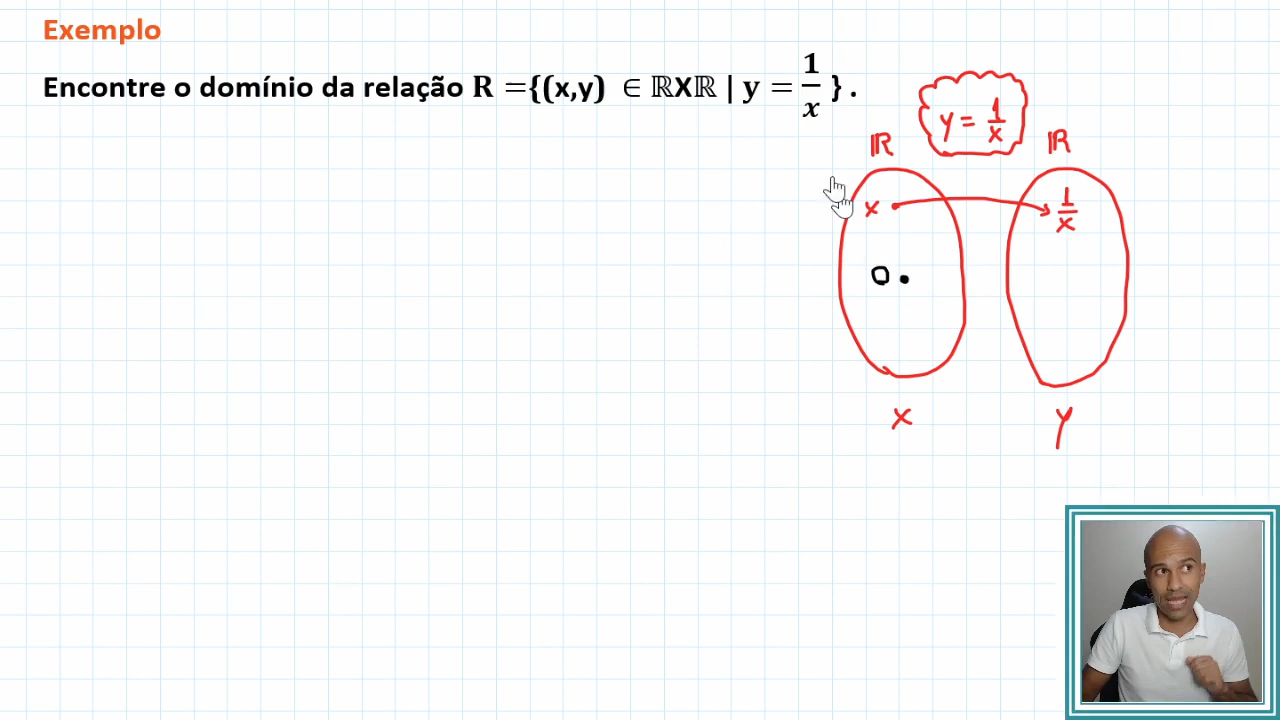 Exemplo
Encontre o domínio da relação R ={(x,y) ∈ ℝXℝ | y = 1/x } .
y = 1/x
ℝ ℝ
x 1/x
0
x y